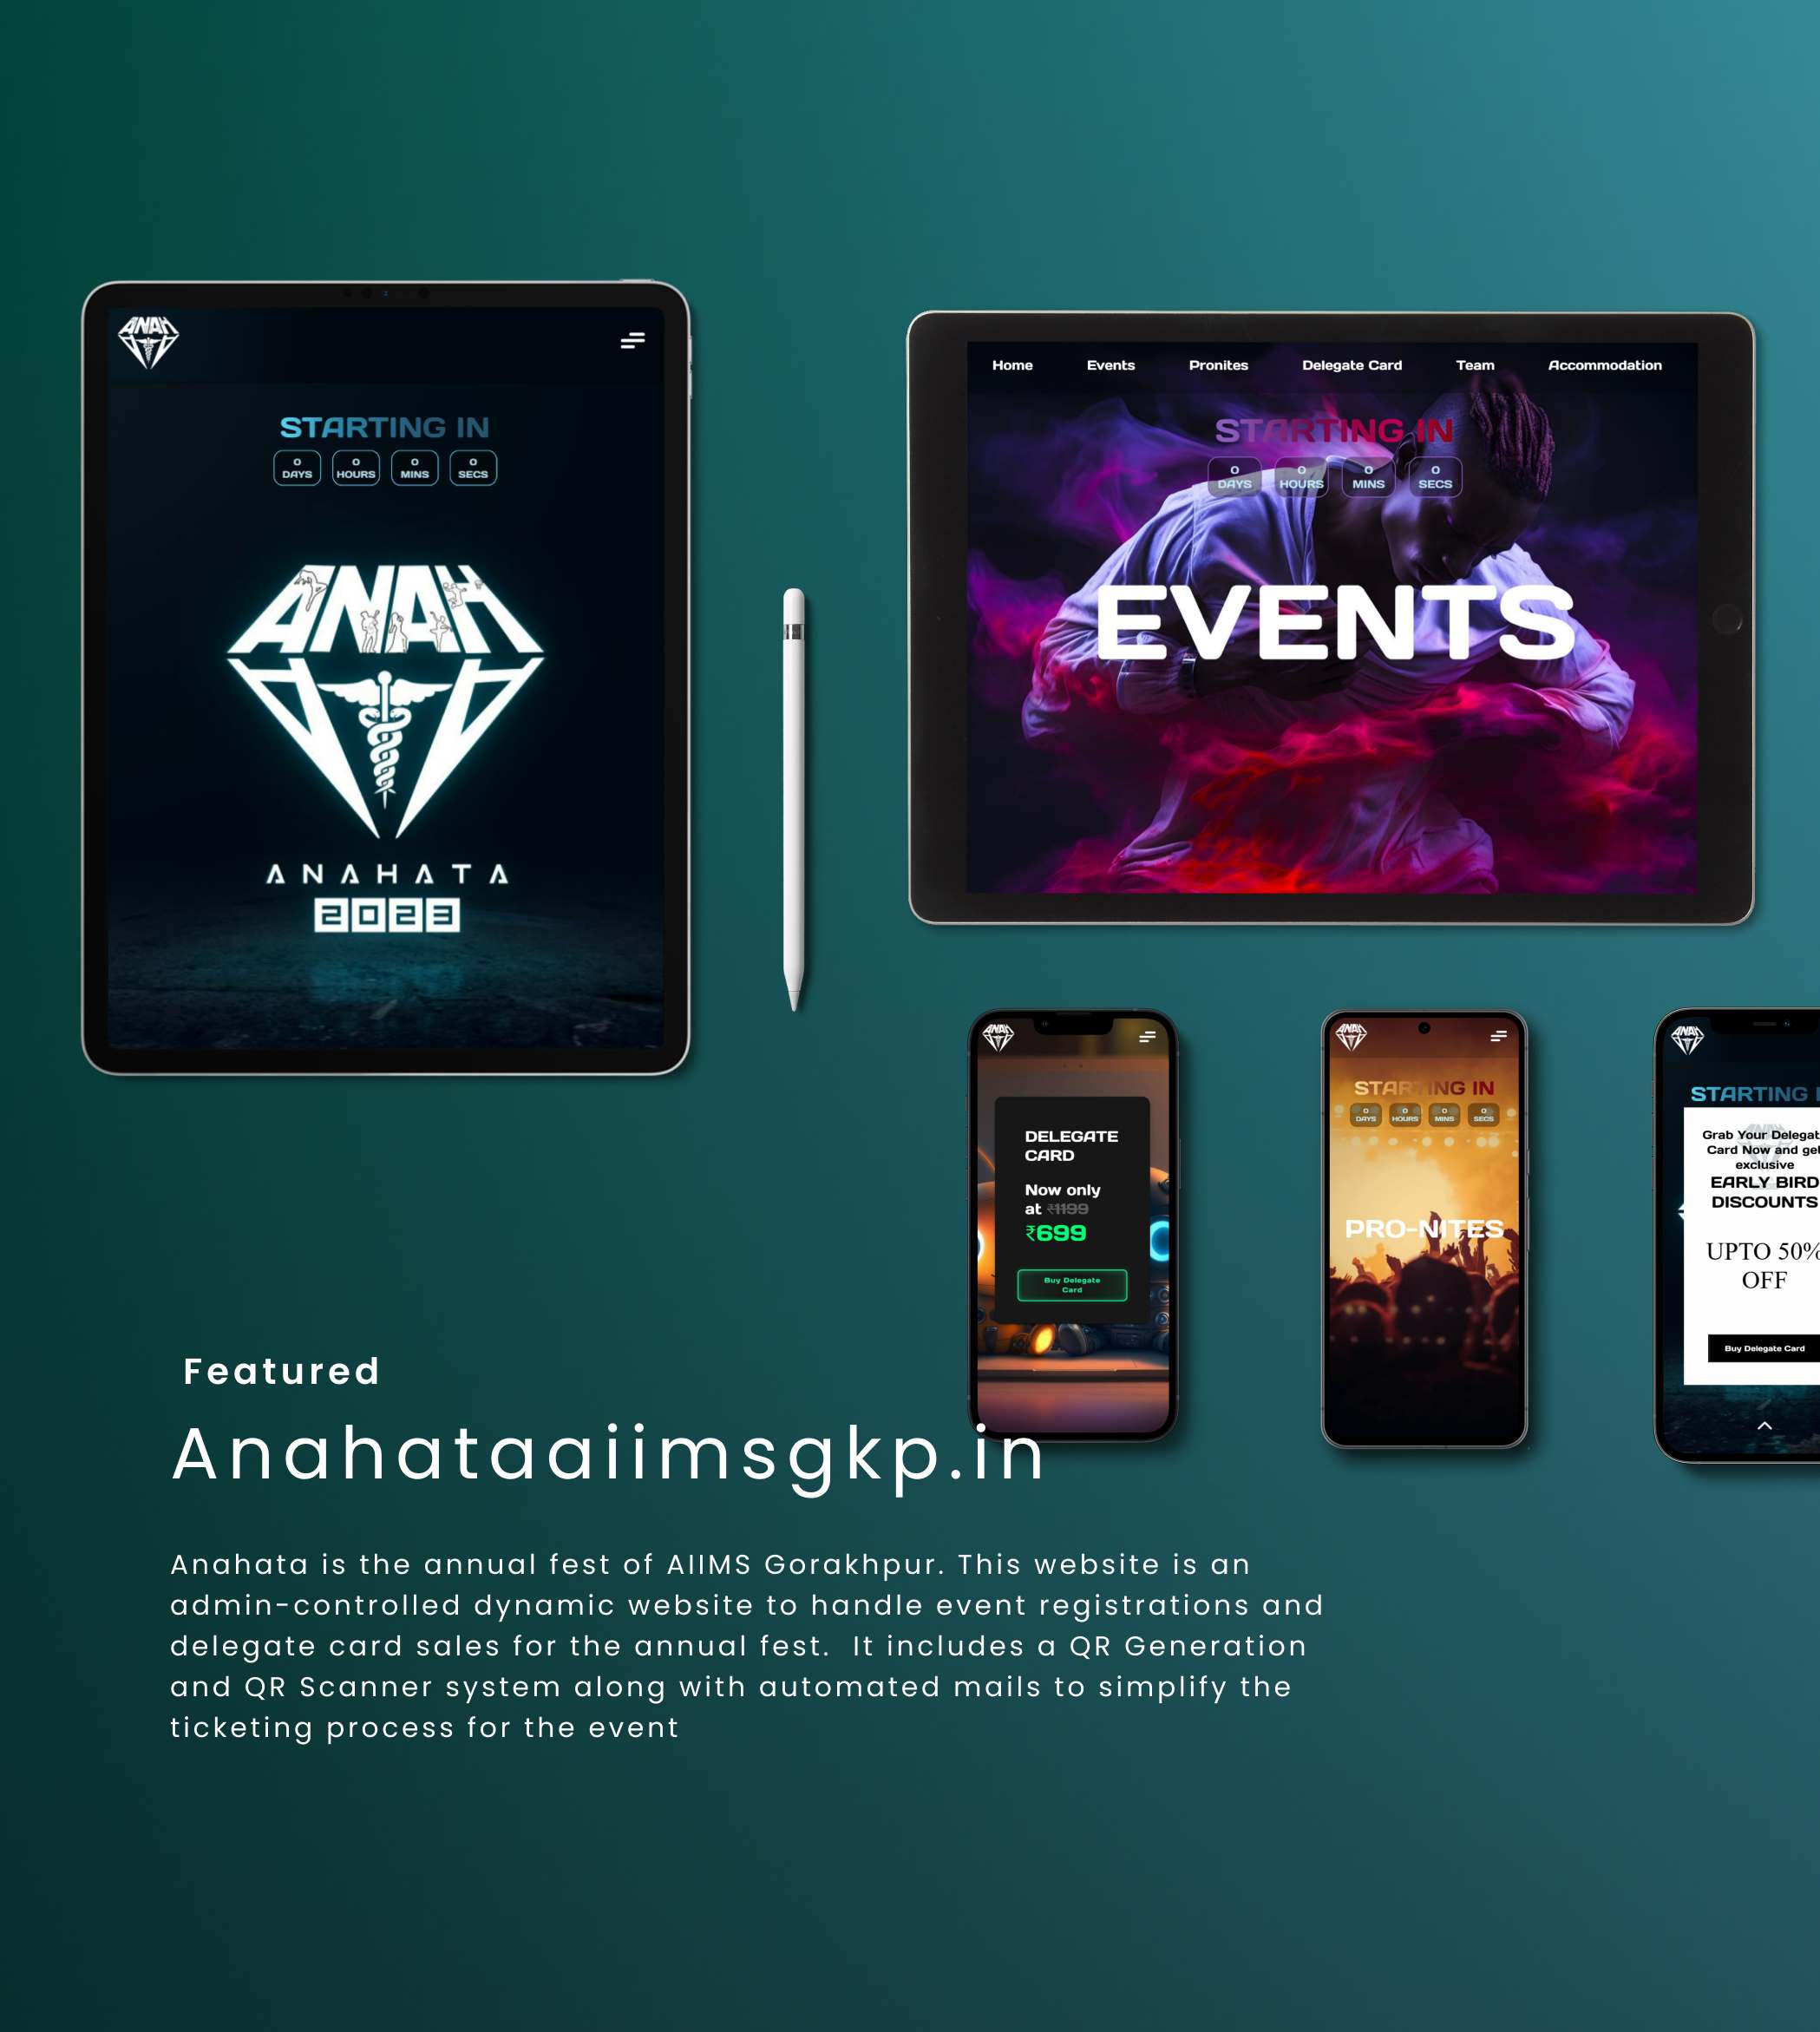 ANAH
STARTING IN
0 DAYS 0 HOURS 0 MINS 0 SECS
ANAHATA
ANAHATA
2023
Home Events Pronites Delegate Card Team Accommodation
STARTING IN
0 DAYS 0 HOURS 0 MINS 0 SECS
EVENTS
ANAH
DELEGATE
CARD
Now only
at ₹1199
₹699
Buy Delegate
Card
ANAH
STARTING IN
0 DAYS 0 HOURS 0 MINS 0 SECS
PRO-NITES
ANAH
STARTING
Grab Your Delegat
Card Now and get
exclusive
EARLY BIRD
DISCOUNTS
UPTO 50%
OFF
Buy Delegate Card
Featured
Anahataaiimsgkp.in
Anahata is the annual fest of AIIMS Gorakhpur. This website is an
admin-controlled dynamic website to handle event registrations and
delegate card sales for the annual fest. It includes a QR Generation
and QR Scanner system along with automated mails to simplify the
ticketing process for the event